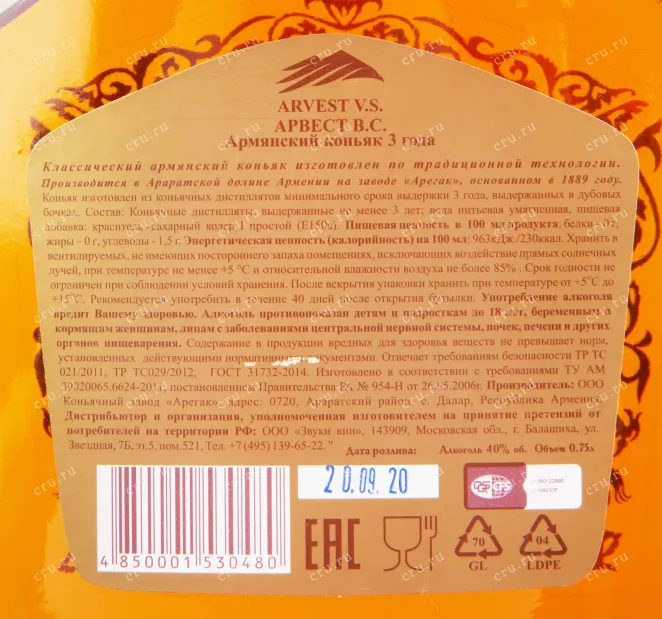 ARVEST V.S.
АРВЕСТ В.С.
Армянский коньяк 3 года
Классический армянский коньяк изготовлен по традиционной технологии.
Производится в Араратской долине Армении на заводе «Арегак», основанном в 1889 году.
Коньяк изготовлен из коньячных дистиллятов минимального срока выдержки 3 года, выдержанных в дубовых
бочках. Состав: Коньячные дистилляты выдержанные не менее 3 лет; вода питьевая умягченная, пищевая
добавка: краситель-сахарный колер 1 простой (Е150а). Пищевая ценность в 100 мл продукта: белки - 0 г,
жиры – 0 г, углеводы - 1,5 г. Энергетическая ценность (калорийность) на 100 мл: 963кДж./230ккал. Хранить в
вентилируемых, не имеющих постороннего запаха помещениях, исключающих воздействие прямых солнечных
лучей, при температуре не менее +5 °С и относительной влажности воздуха не более 85% . Срок годности не
ограничен при соблюдении условий хранения. После вскрытия упаковки хранить при температуре от +5°С до
+15°С. Рекомендуется употребить в течение 40 дней после открытия бутылки. Употребление алкоголя
вредит Вашему здоровью. Алкоголь противопоказан детям и подросткам до 18 лет, беременным и
кормящим женщинам, лицам с заболеваниями центральной нервной системы, почек, печени и других
органов пищеварения. Содержание в продукции вредных для здоровья веществ не превышает норм,
установленных действующими нормативными документами. Отвечает требованиям безопасности ТР ТС
021/2011, ТР ТС029/2012, ГОСТ 31732-2014. Изготовлено в соответствии с требованиями ТУ АМ
39020065.6624-2014, постановлением Правительства РА № 954-Н от 26.05.2006г. Производитель: ООО
Коньячный завод «Арегак», адрес: 0720, Араратский район, с. Далар, Республика Армения.
Дистрибьютор и организация, уполномоченная изготовителем на принятие претензий от
потребителей на территории РФ: ООО «Звуки вин», 143909, Московская обл., г. Балашиха, ул.
Звездная, 7Б, эт.5, пом.521, Тел. +7 (495) 139-65-22. "
Дата розлива: Алкоголь 40% об. Объем 0.75л
20.09.20
ISO 22000
HACCP
4 850001 530480
EAC
70
GL
04
LDPE
cru.ru